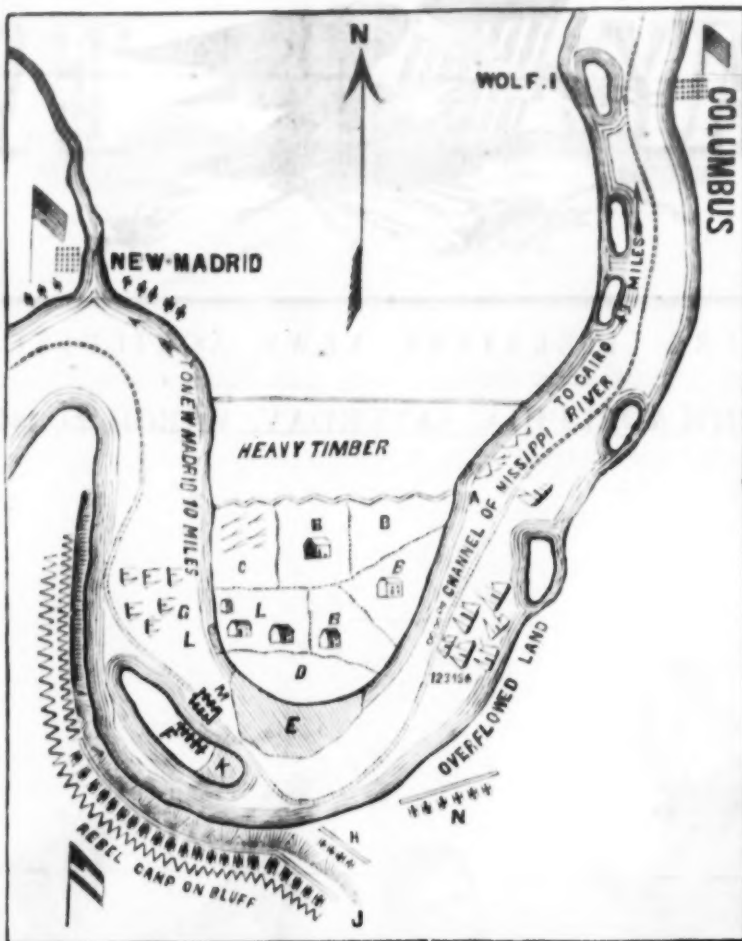 N
WOLF. I
COLUMBUS
NEW-MADRID
TO NEW MADRID 10 MILES
HEAVY TIMBER
CHANNEL OF MISSISSIPPI RIVER
TO CAIRO
MILES
A
B
D
C
B
B
L
B
D
G
L
M
E
F
K
OVERFLOWED LAND
N
H
REBEL CAMP ON BLUFF
J